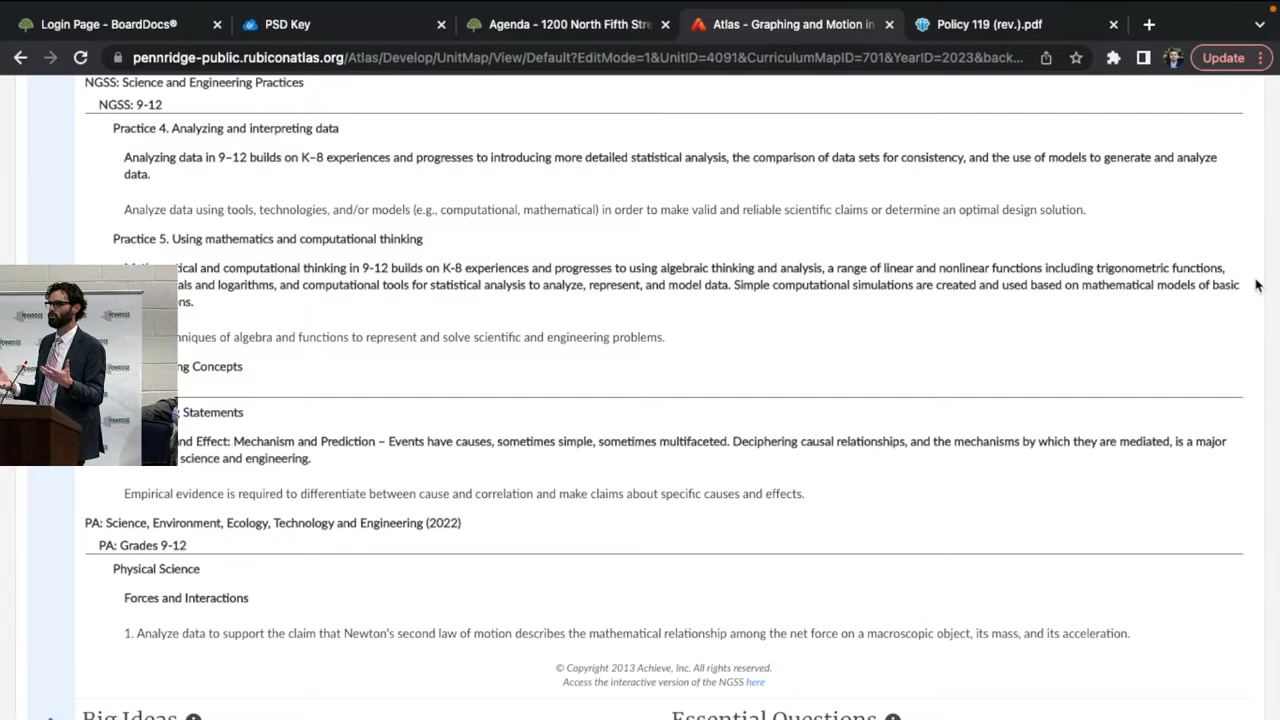 Login Page - BoardDocs®
PSD Key
Agenda - 1200 North Fifth Stre
Atlas - Graphing and Motion in
Policy 119 (rev.).pdf
pennridge-public.rubiconatlas.org/Atlas/Develop/UnitMap/View/Default?EditMode=1&UnitID=4091&CurriculumMapID=701&YearID=2023&back...
Update
NGSS: Science and Engineering Practices
NGSS: 9-12
Practice 4. Analyzing and interpreting data
Analyzing data in 9–12 builds on K–8 experiences and progresses to introducing more detailed statistical analysis, the comparison of data sets for consistency, and the use of models to generate and analyze
data.
Analyze data using tools, technologies, and/or models (e.g., computational, mathematical) in order to make valid and reliable scientific claims or determine an optimal design solution.
Practice 5. Using mathematics and computational thinking
tical and computational thinking in 9-12 builds on K-8 experiences and progresses to using algebraic thinking and analysis, a range of linear and nonlinear functions including trigonometric functions,
als and logarithms, and computational tools for statistical analysis to analyze, represent, and model data. Simple computational simulations are created and used based on mathematical models of basic
ns.
niques of algebra and functions to represent and solve scientific and engineering problems.
ng Concepts
Statements
and Effect: Mechanism and Prediction – Events have causes, sometimes simple, sometimes multifaceted. Deciphering causal relationships, and the mechanisms by which they are mediated, is a major
science and engineering.
Empirical evidence is required to differentiate between cause and correlation and make claims about specific causes and effects.
PA: Science, Environment, Ecology, Technology and Engineering (2022)
PA: Grades 9-12
Physical Science
Forces and Interactions
1. Analyze data to support the claim that Newton's second law of motion describes the mathematical relationship among the net force on a macroscopic object, its mass, and its acceleration.
© Copyright 2013 Achieve, Inc. All rights reserved.
Access the interactive version of the NGSS here
Big Ideas
Essential Questions
PENNRIDGE